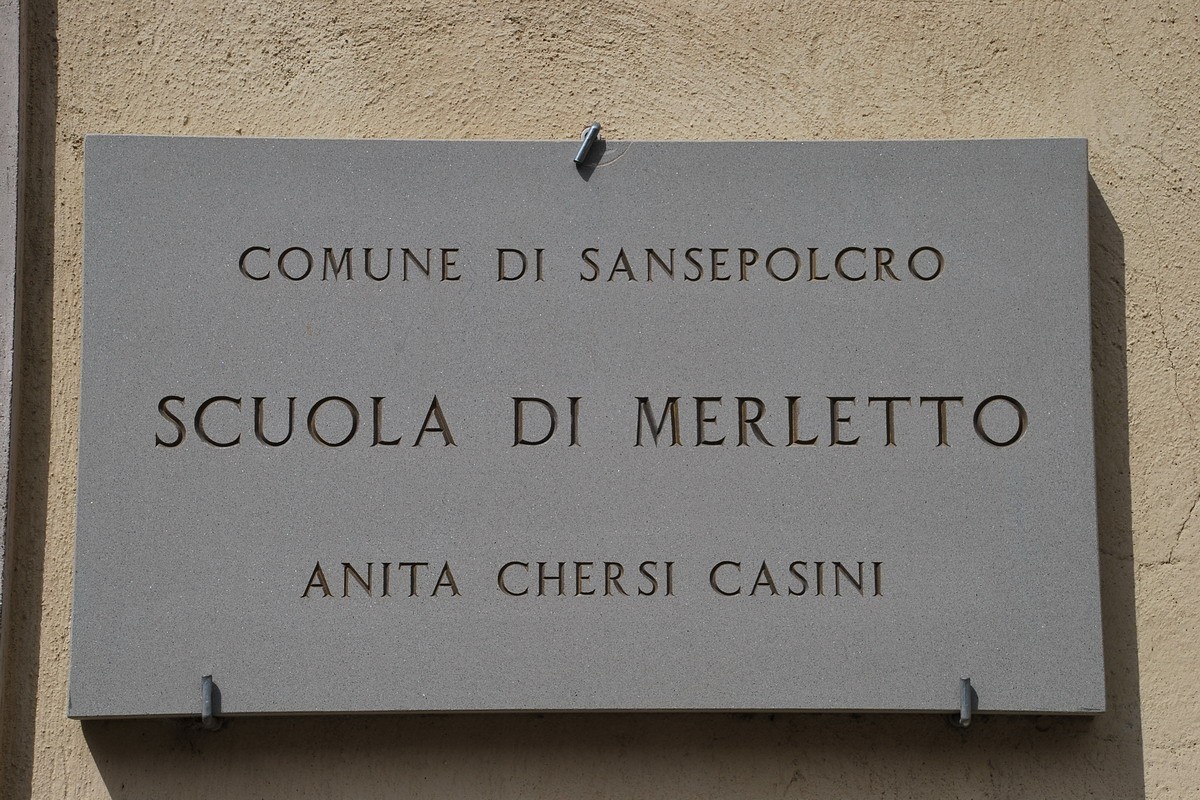 COMUNE DI SANSEPOLCRO
SCUOLA DI MERLETTO
ANITA CHERSI CASINI